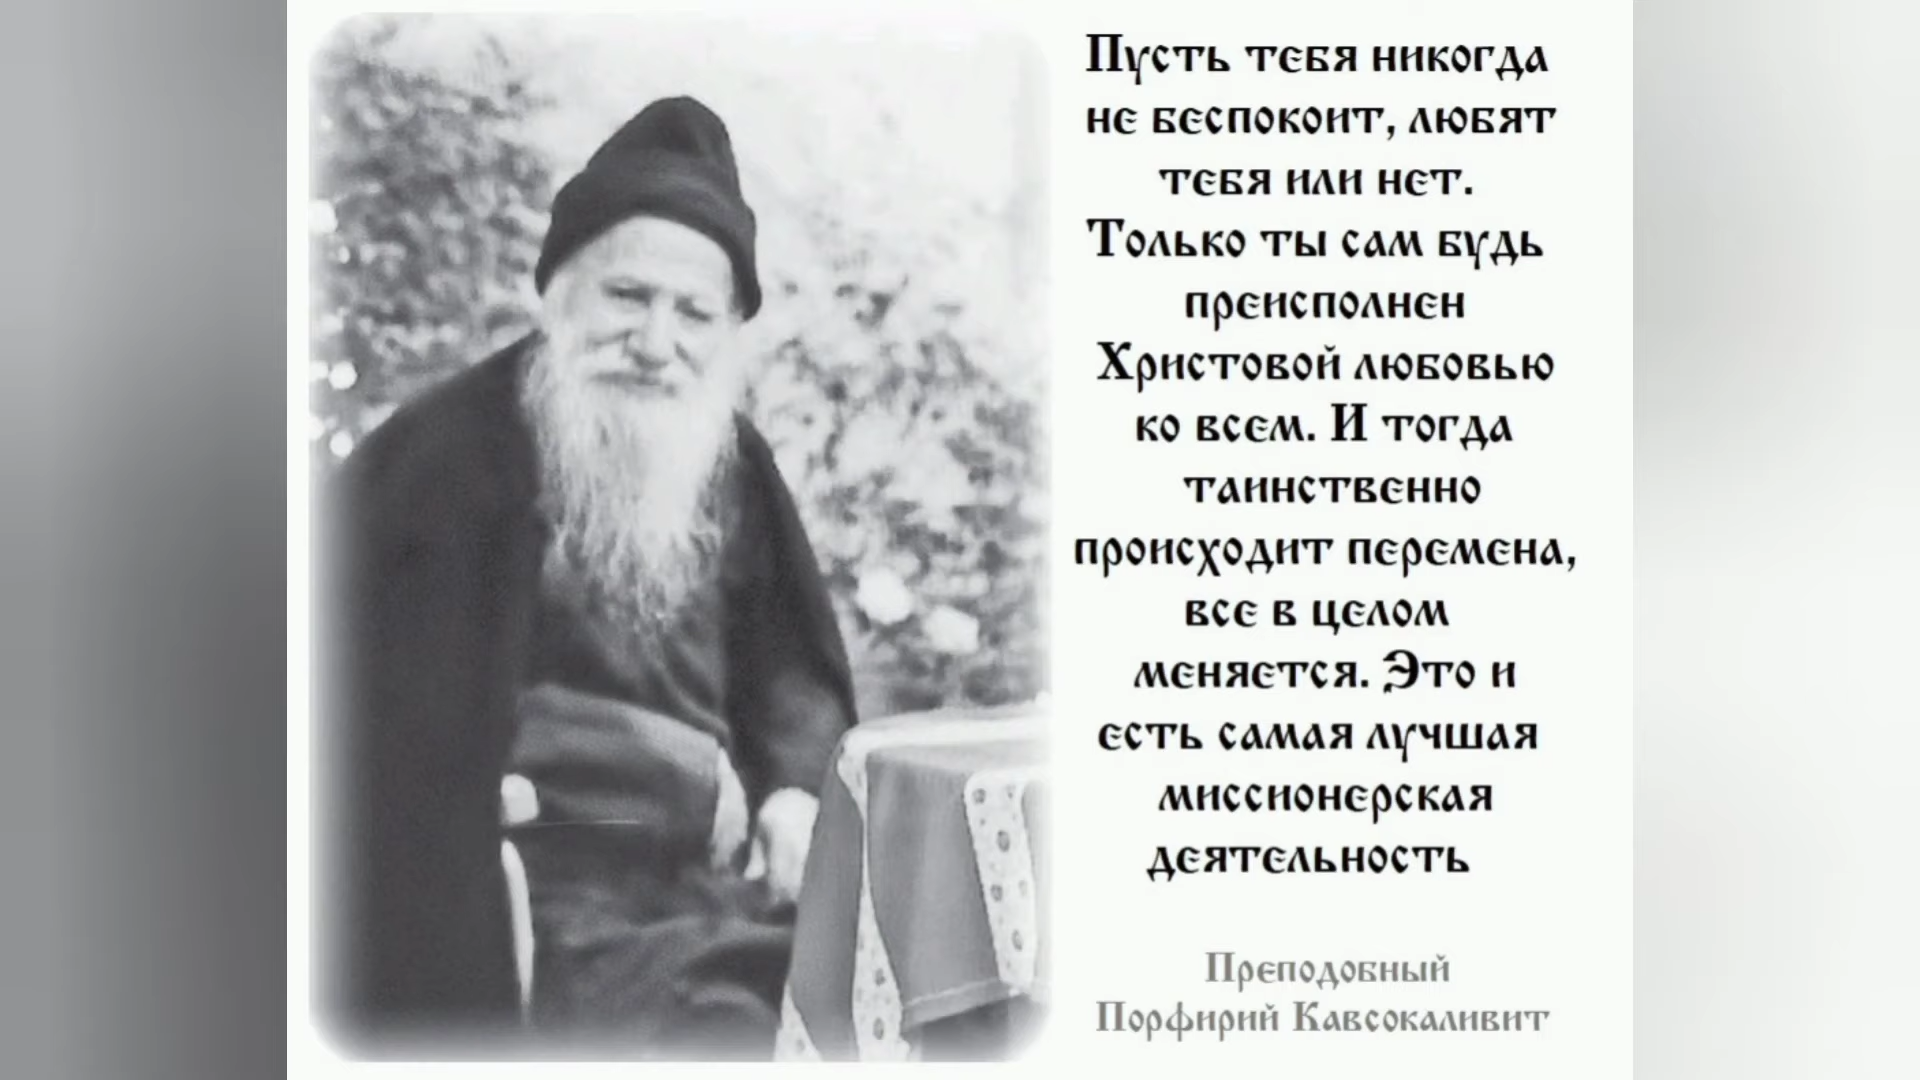 Пусть тебя никогда
не беспокоит, любят
тебя или нет.
Только ты сам будь
преисполнен
Христовой любовью
ко всем. И тогда
таинственно
происходит перемена,
все в целом
меняется. Это и
есть самая лучшая
миссионерская
деятельность
Преподобный
Порфирий Кавсокаливит